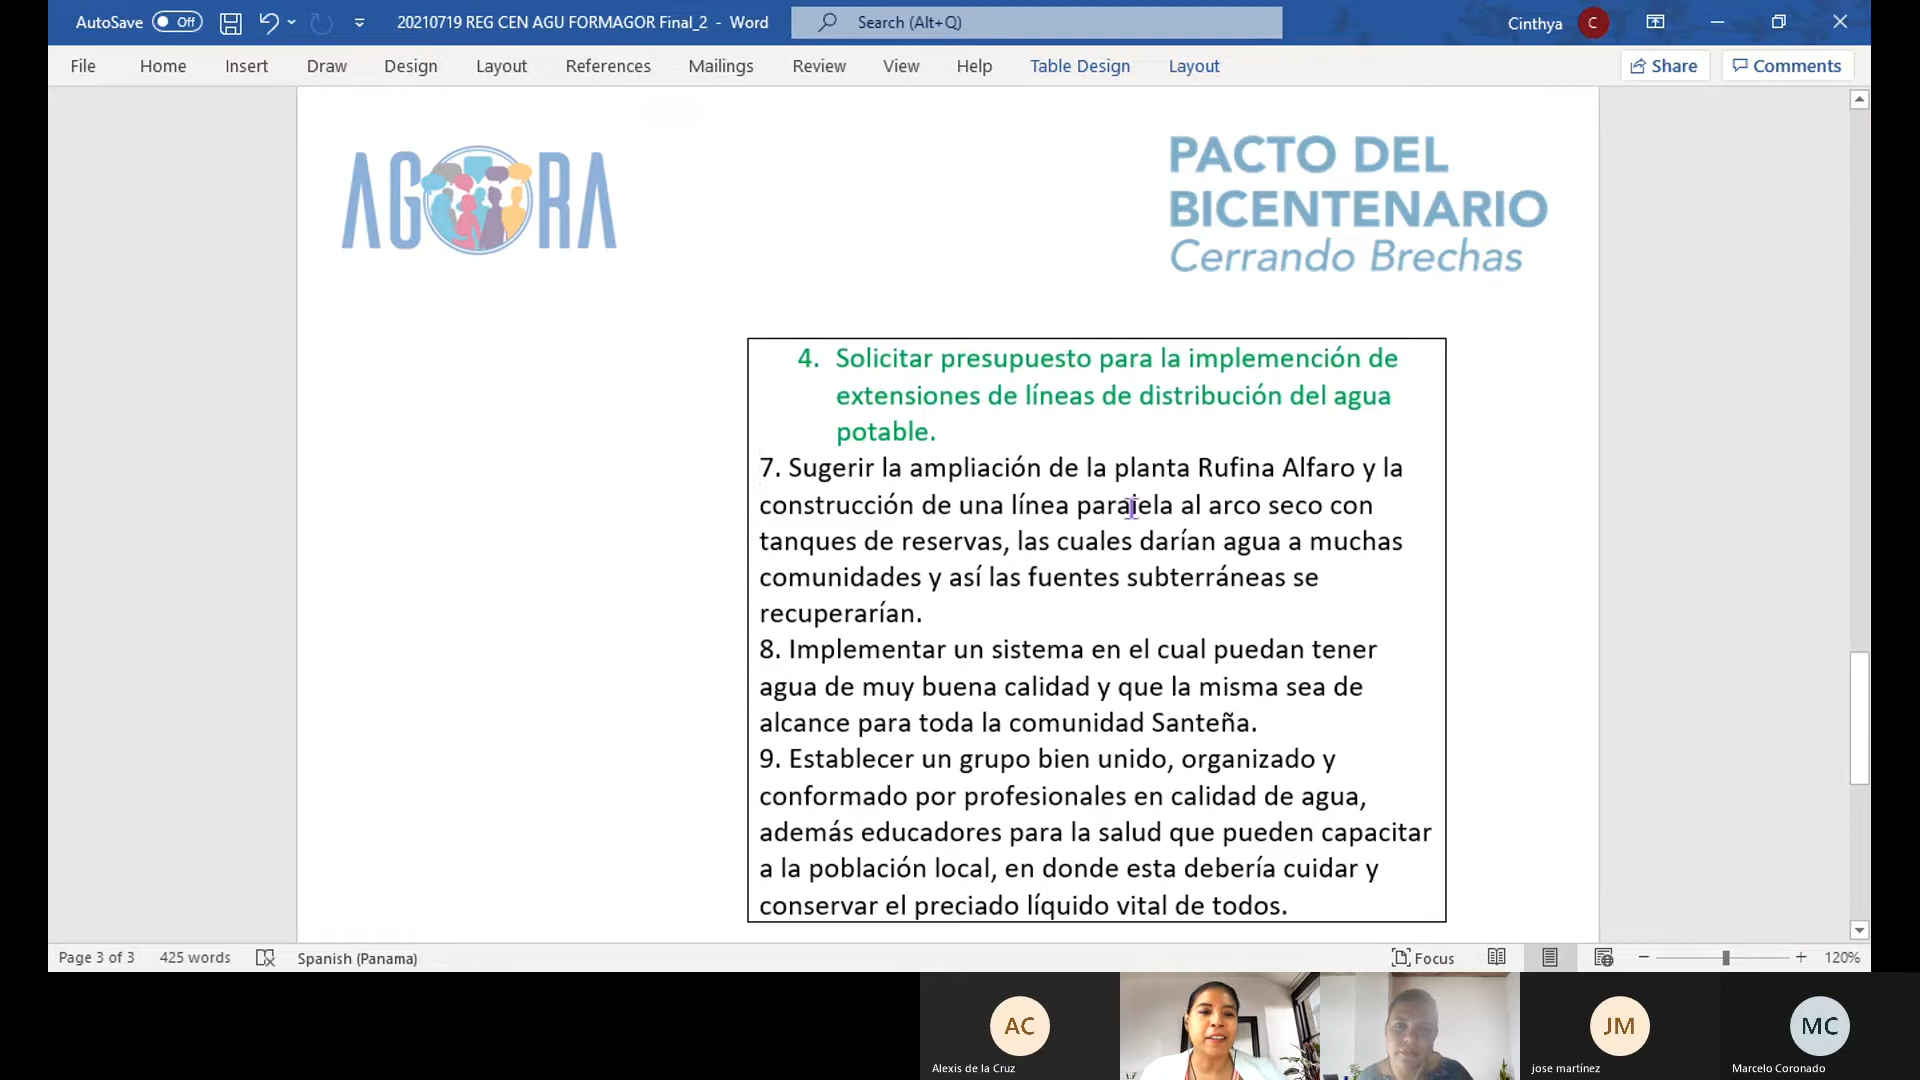 AutoSave Off 20210719 REG CEN AGU FORMAGOR Final_2 - Word Search (Alt+Q) Cinthya C
File Home Insert Draw Design Layout References Mailings Review View Help Table Design Layout Share Comments
AGORA
PACTO DEL
BICENTENARIO
Cerrando Brechas
4. Solicitar presupuesto para la implemención de
extensiones de líneas de distribución del agua
potable.
7. Sugerir la ampliación de la planta Rufina Alfaro y la
construcción de una línea paralela al arco seco con
tanques de reservas, las cuales darían agua a muchas
comunidades y así las fuentes subterráneas se
recuperarían.
8. Implementar un sistema en el cual puedan tener
agua de muy buena calidad y que la misma sea de
alcance para toda la comunidad Santeña.
9. Establecer un grupo bien unido, organizado y
conformado por profesionales en calidad de agua,
además educadores para la salud que pueden capacitar
a la población local, en donde esta debería cuidar y
conservar el preciado líquido vital de todos.
Page 3 of 3 425 words Spanish (Panama) Focus 120%
AC JM MC
Alexis de la Cruz jose martínez Marcelo Coronado